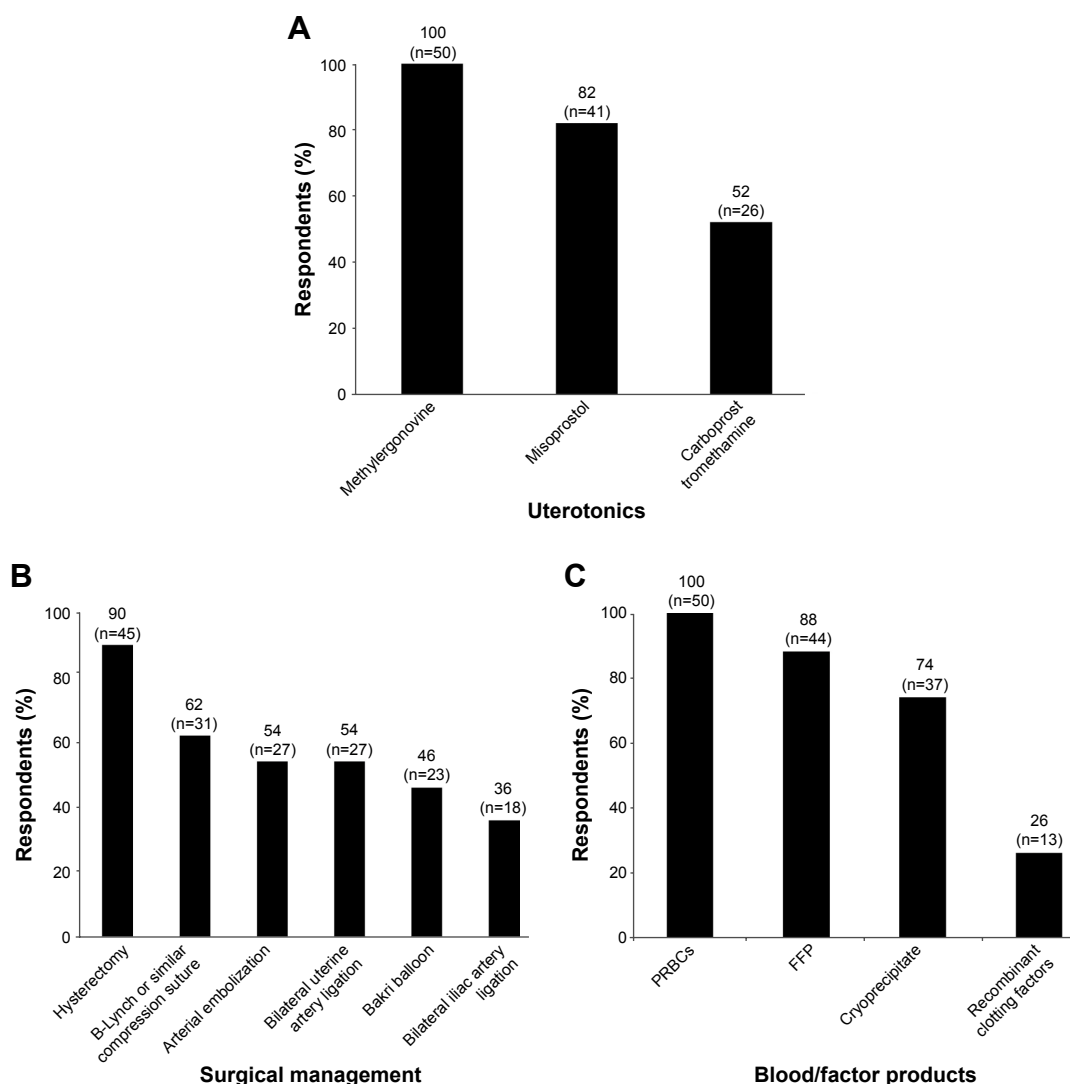 A
Respondents (%)
100
80
60
40
20
0
100
(n=50)
82
(n=41)
52
(n=26)
Methylergonovine
Misoprostol
Carboprost
tromethamine
Uterotonics
B
Respondents (%)
100
80
60
40
20
0
90
(n=45)
62
(n=31)
54
(n=27)
54
(n=27)
46
(n=23)
36
(n=18)
Hysterectomy
B-Lynch or similar
compression suture
Arterial embolization
Bilateral uterine
artery ligation
Bakri balloon
Bilateral iliac artery
ligation
Surgical management
C
Respondents (%)
100
80
60
40
20
0
100
(n=50)
88
(n=44)
74
(n=37)
26
(n=13)
PRBCs
FFP
Cryoprecipitate
Recombinant
clotting factors
Blood/factor products